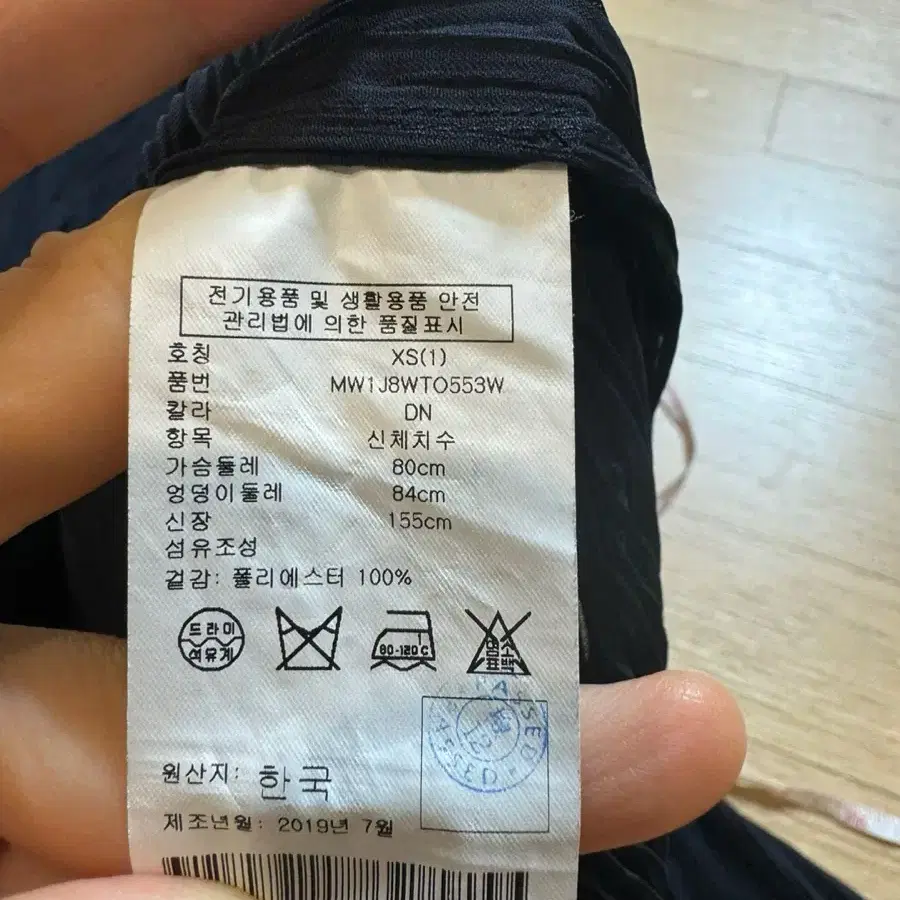 전기용품 및 생활용품 안전
관리법에 의한 품질표시
호칭 XS(1)
품번 MW1J8WTO553W
칼라 DN
항목 신체치수
가슴둘레 80cm
엉덩이둘레 84cm
신장 155cm
섬유조성
겉감: 폴리에스터 100%
드라이
석유계
80-120℃
염소
표백
원산지: 한국
제조년월: 2019년 7월
PASSED